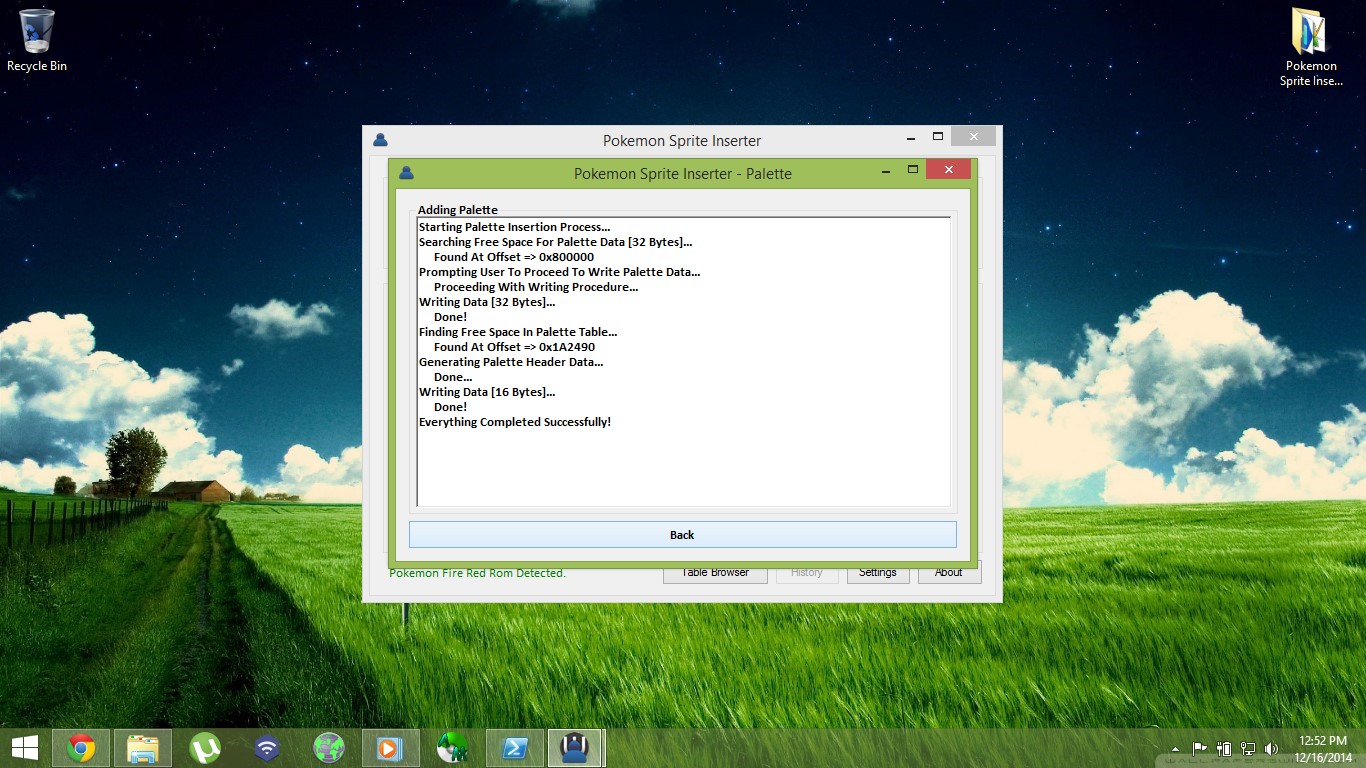 Recycle Bin
Pokemon
Sprite Inse...
Pokemon Sprite Inserter
Pokemon Sprite Inserter - Palette
Adding Palette
Starting Palette Insertion Process...
Searching Free Space For Palette Data [32 Bytes]...
Found At Offset => 0x800000
Prompting User To Proceed To Write Palette Data...
Proceeding With Writing Procedure...
Writing Data [32 Bytes]...
Done!
Finding Free Space In Palette Table...
Found At Offset => 0x1A2490
Generating Palette Header Data...
Done...
Writing Data [16 Bytes]...
Done!
Everything Completed Successfully!
Back
Pokemon Fire Red Rom Detected.
Table Browser
History
Settings
About
12:52 PM
12/16/2014